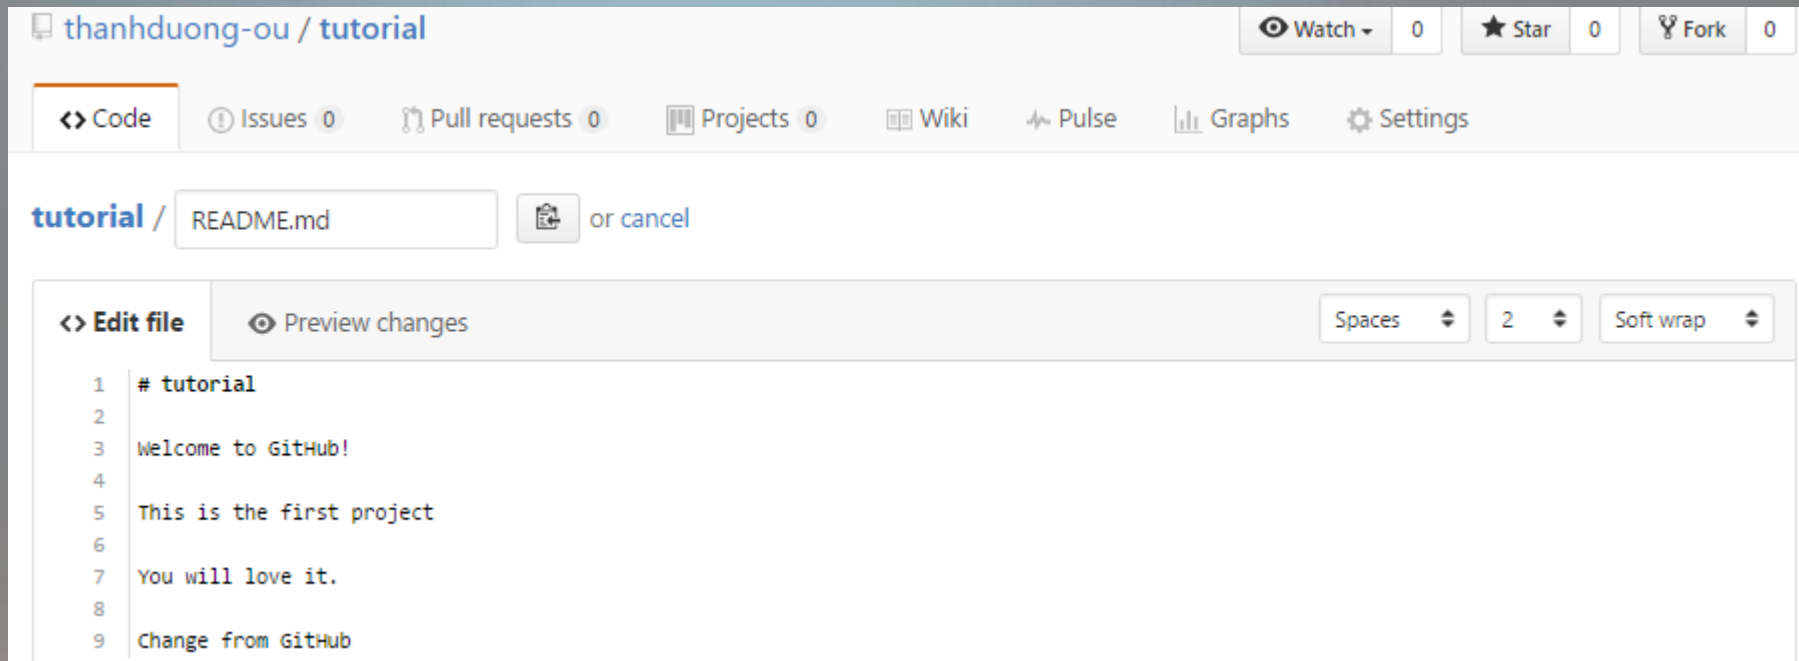 thanhduong-ou / tutorial
Watch 0 Star 0 Fork 0
Code Issues 0 Pull requests 0 Projects 0 Wiki Pulse Graphs Settings
tutorial / README.md or cancel
Edit file Preview changes Spaces 2 Soft wrap
1 # tutorial
2
3 Welcome to GitHub!
4
5 This is the first project
6
7 You will love it.
8
9 Change from GitHub